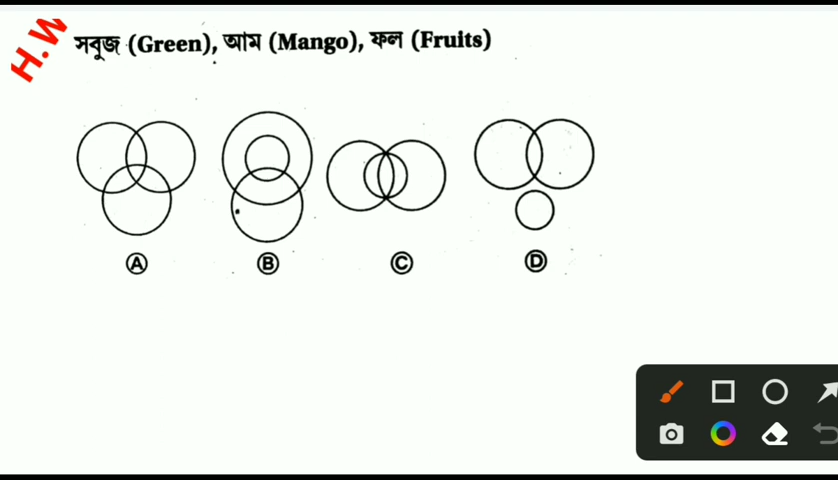 H.W
সবুজ (Green), আম (Mango), ফল (Fruits)
A B C D